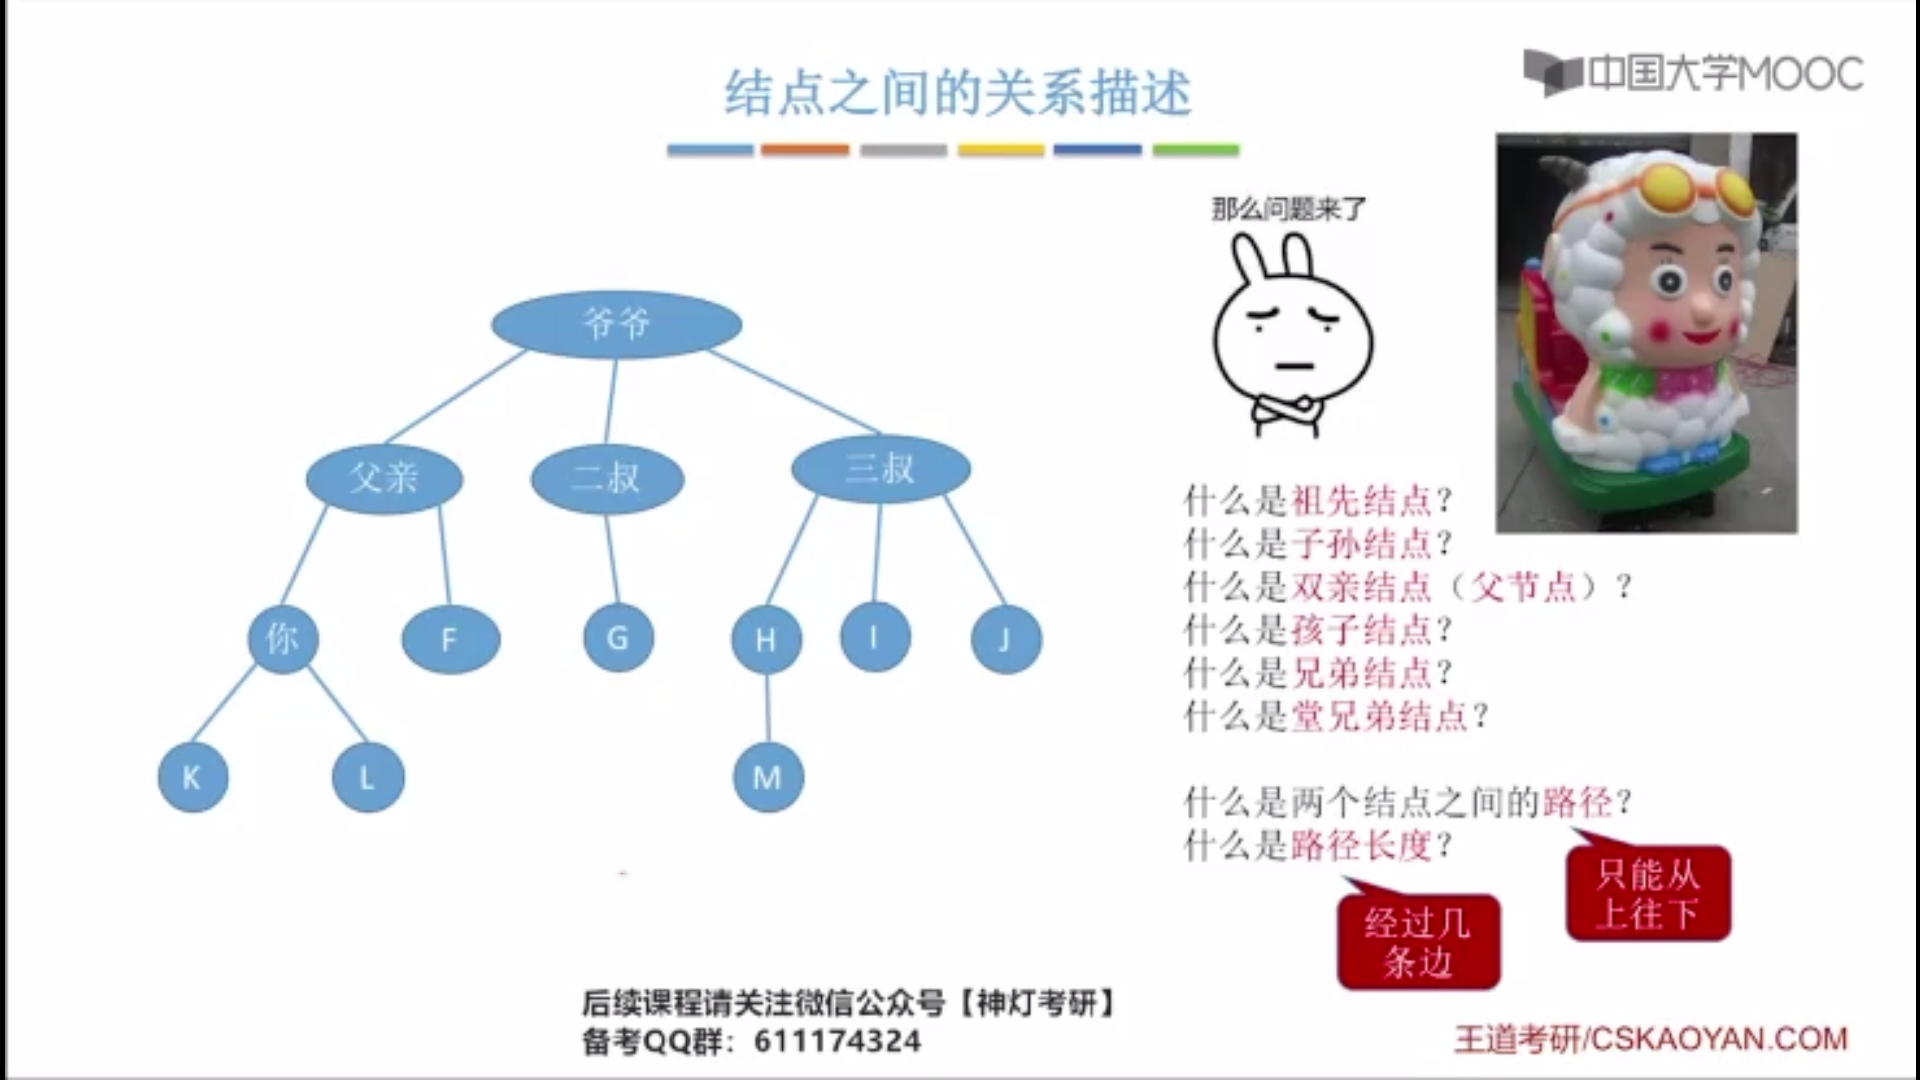 结点之间的关系描述
中国大学MOOC
那么问题来了
爷爷
父亲
二叔
三叔
你
F
G
H
I
J
K
L
M
什么是祖先结点?
什么是子孙结点?
什么是双亲结点（父节点）?
什么是孩子结点?
什么是兄弟结点?
什么是堂兄弟结点?
什么是两个结点之间的路径?
什么是路径长度?
只能从
上往下
经过几
条边
后续课程请关注微信公众号【神灯考研】
备考QQ群：611174324
王道考研/CSKAOYAN.COM